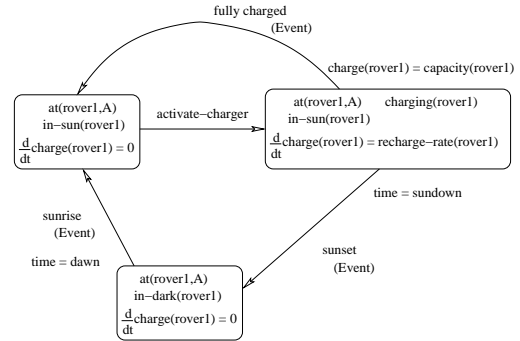 fully charged
(Event)
charge(rover1) = capacity(rover1)
at(rover1,A)
in−sun(rover1)
d
dt
charge(rover1) = 0
activate−charger
at(rover1,A) charging(rover1)
in−sun(rover1)
d
dt
charge(rover1) = recharge−rate(rover1)
time = sundown
sunrise
(Event)
time = dawn
sunset
(Event)
at(rover1,A)
in−dark(rover1)
d
dt
charge(rover1) = 0